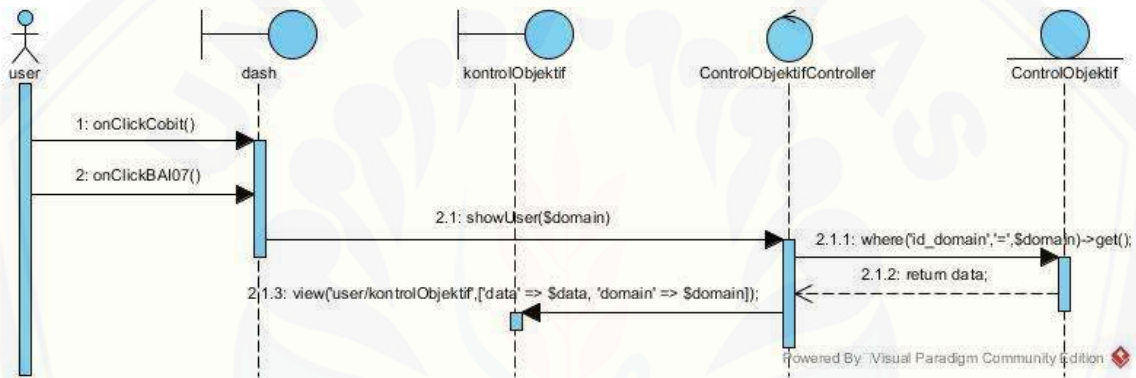 user
dash
kontrolObjektif
ControlObjektifController
ControlObjektif
1: onClickCobit()
2: onClickBAI07()
2.1: showUser($domain)
2.1.1: where('id_domain','=',$domain)->get();
2.1.2: return data;
2.1.3: view('user/kontrolObjektif',['data' => $data, 'domain' => $domain]);
Powered By Visual Paradigm Community Edition